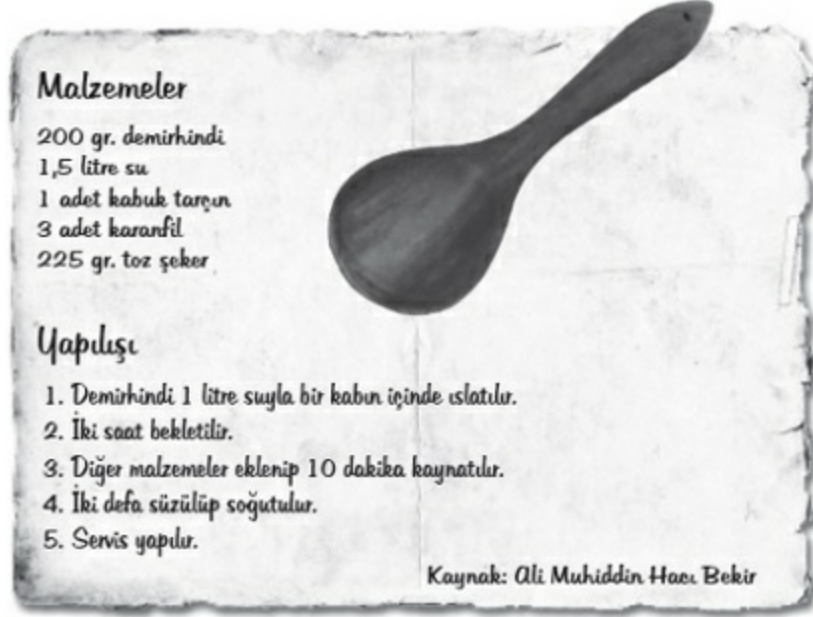 Malzemeler
200 gr. demirhindi
1,5 litre su
1 adet kabuk tarçın
3 adet karanfil
225 gr. toz şeker
Yapılışı
1. Demirhindi 1 litre suyla bir kabın içinde ıslatılır.
2. İki saat bekletilir.
3. Diğer malzemeler eklenip 10 dakika kaynatılır.
4. İki defa süzülüp soğutulur.
5. Servis yapılır.
Kaynak: Ali Muhiddin Hacı Bekir